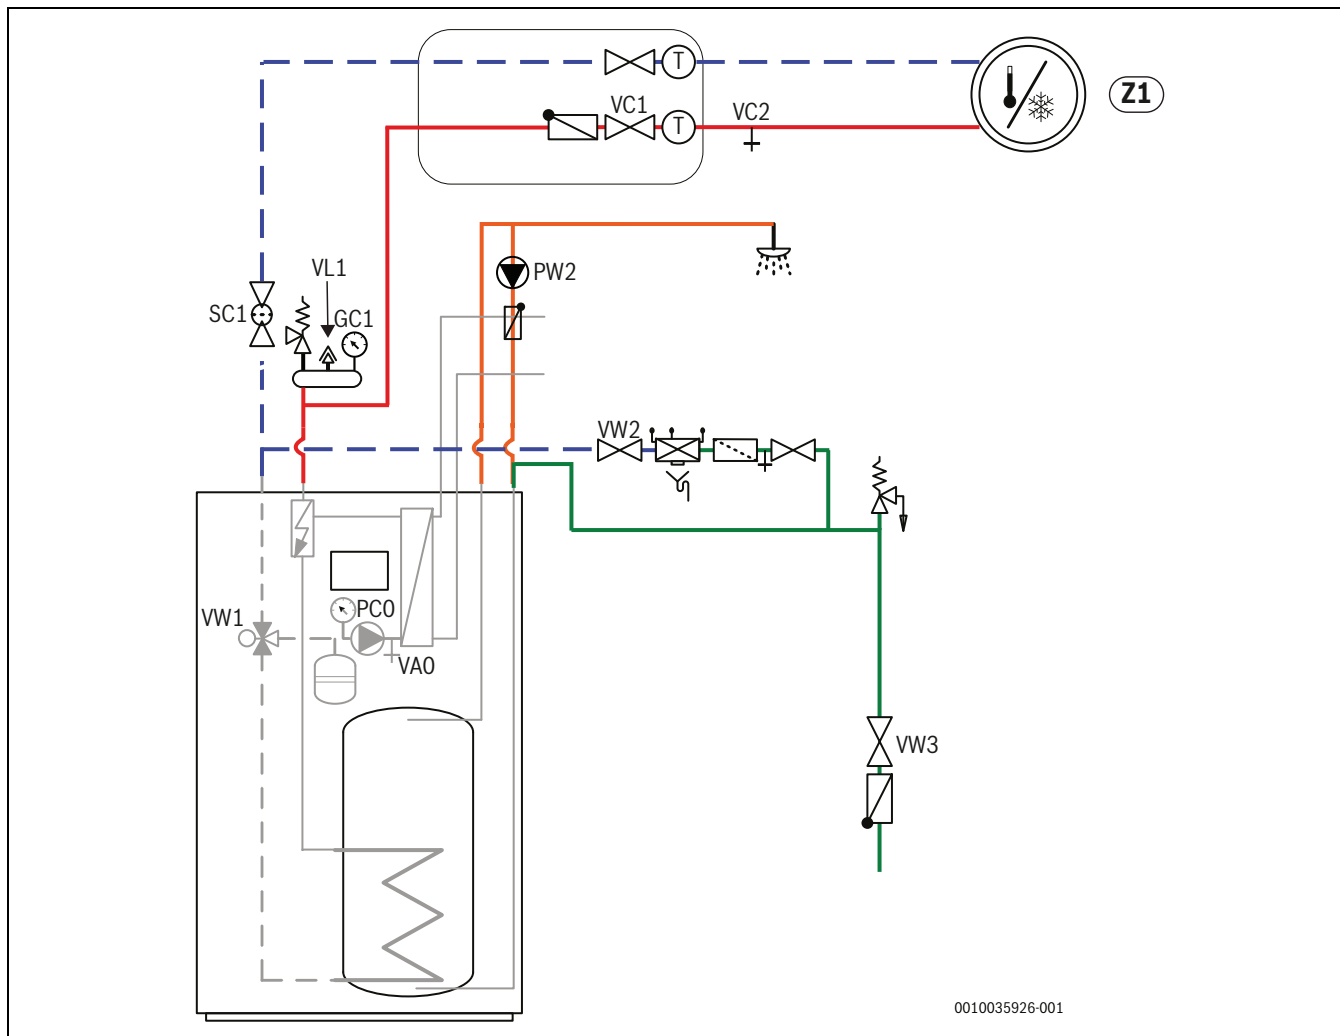 T
Z1
VC1
T
VC2
VL1
PW2
SC1
GC1
VW2
PC0
VW1
VA0
VW3
0010035926-001